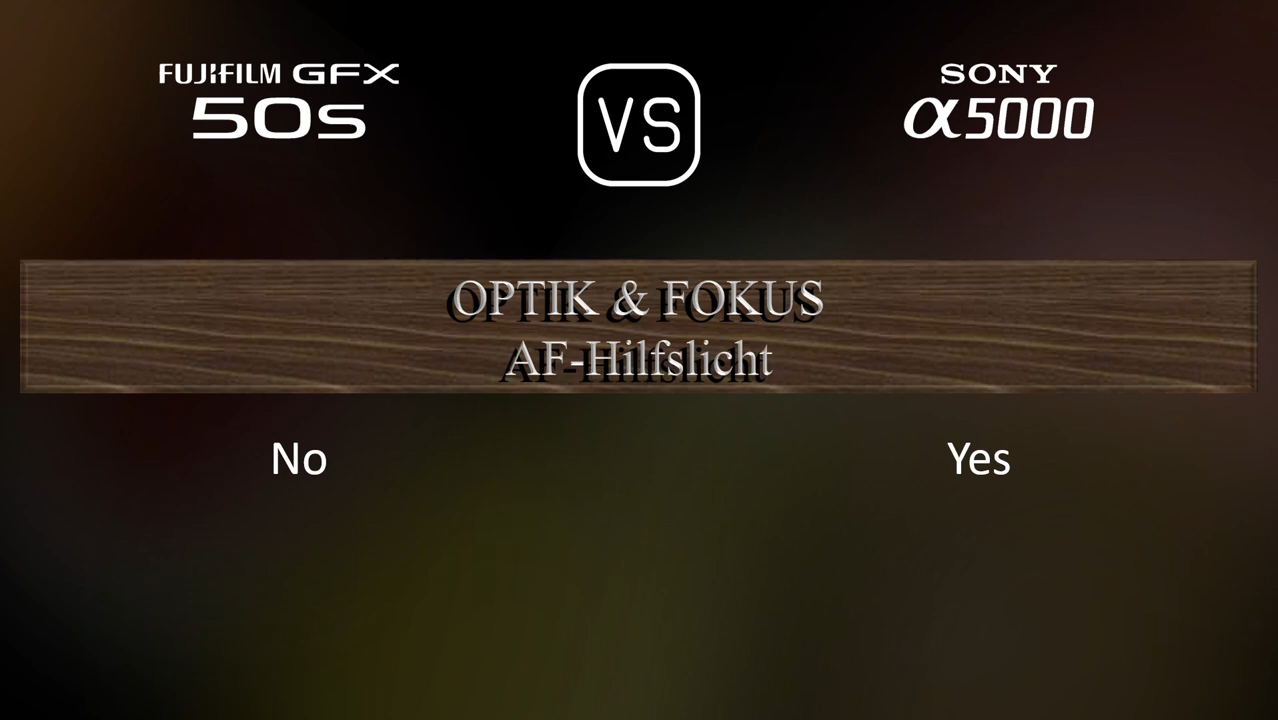 FUJIFILM GFX
50s
VS
SONY
α5000
OPTIK & FOKUS
AF-Hilfslicht
No
Yes